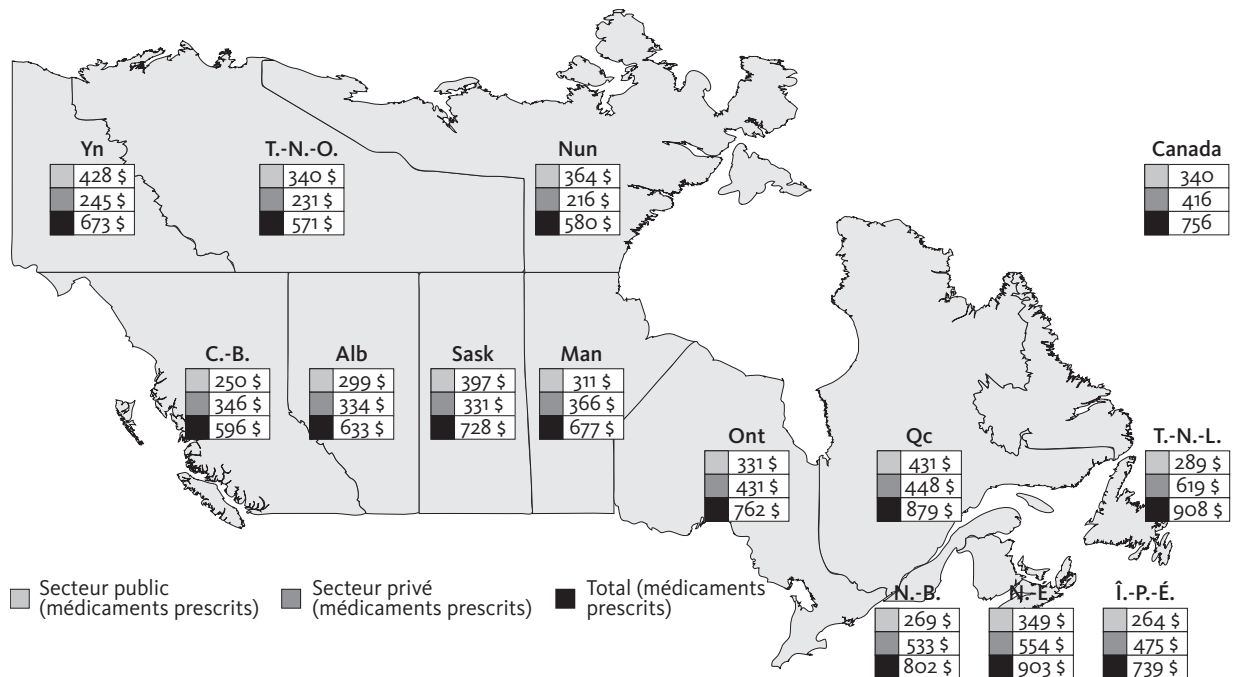 Yn
428 $
245 $
673 $
T.-N.-O.
340 $
231 $
571 $
Nun
364 $
216 $
580 $
Canada
340
416
756
C.-B.
250 $
346 $
596 $
Alb
299 $
334 $
633 $
Sask
397 $
331 $
728 $
Man
311 $
366 $
677 $
Ont
331 $
431 $
762 $
Qc
431 $
448 $
879 $
T.-N.-L.
289 $
619 $
908 $
N.-B.
269 $
533 $
802 $
N.-É.
349 $
554 $
903 $
Î.-P.-É.
264 $
475 $
739 $
Secteur public
(médicaments prescrits)
Secteur privé
(médicaments prescrits)
Total (médicaments
prescrits)